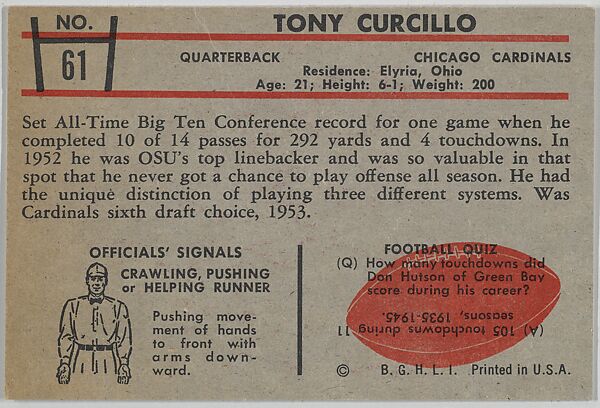 NO.
61
TONY CURCILLO
QUARTERBACK CHICAGO CARDINALS
Residence: Elyria, Ohio
Age: 21; Height: 6-1; Weight: 200
Set All-Time Big Ten Conference record for one game when he
completed 10 of 14 passes for 292 yards and 4 touchdowns. In
1952 he was OSU's top linebacker and was so valuable in that
spot that he never got a chance to play offense all season. He had
the unique distinction of playing three different systems. Was
Cardinals sixth draft choice, 1953.
OFFICIALS' SIGNALS
CRAWLING, PUSHING
or HELPING RUNNER
Pushing move-
ment of hands
to front with
arms down-
ward.
FOOTBALL QUIZ
(Q) How many touchdowns did
Don Hutson of Green Bay
score during his career?
(A) 105 touchdowns during 11
seasons, 1935-1945.
© B. G. H. L. I. Printed in U.S.A.